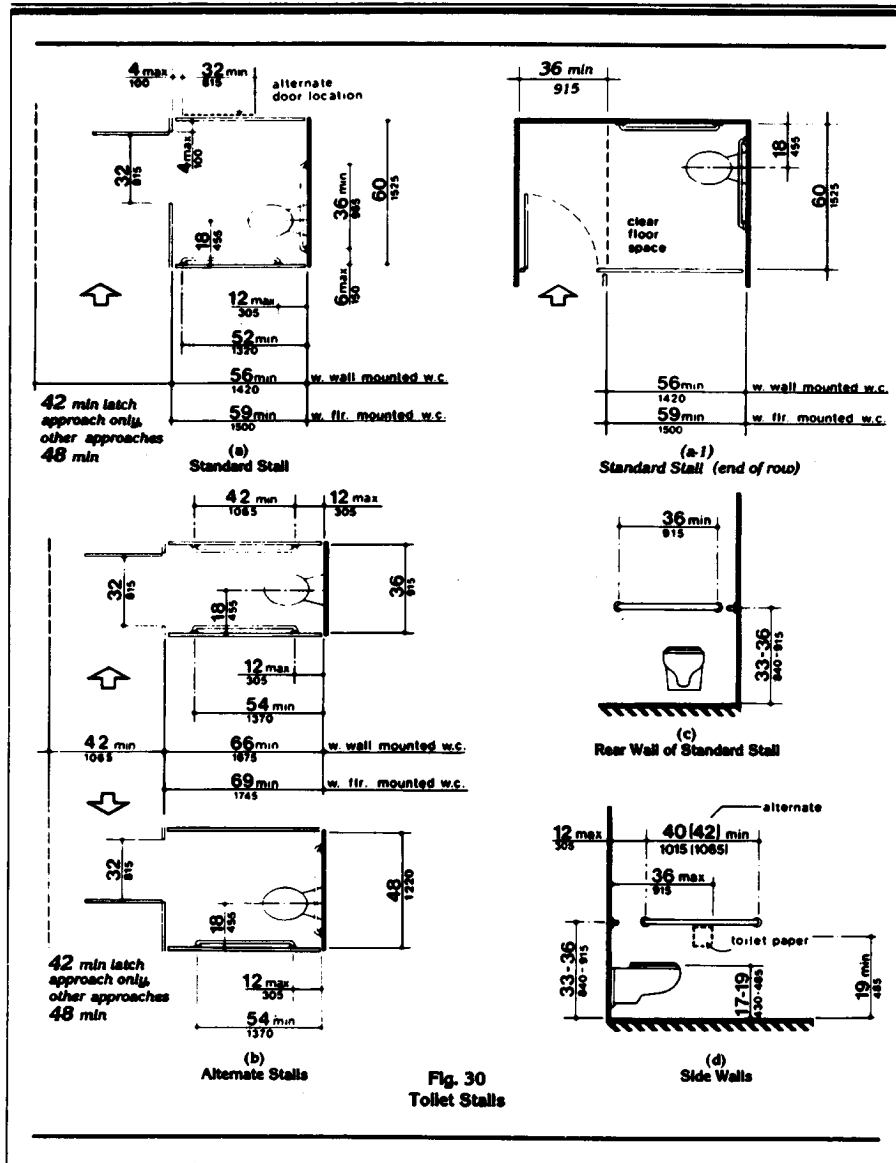 4 max
100
32 min
815
alternate
door location
4 max
100
32
815
18
455
36 min
965
60
1525
6 max
150
12 max
305
52 min
1320
56 min
1420
w. wall mounted w.c.
59 min
1500
w. flr. mounted w.c.
42 min latch
approach only,
other approaches
48 min
(a)
Standard Stall
36 min
915
18
455
60
1525
clear
floor
space
56 min
1420
w. wall mounted w.c.
59 min
1500
w. flr. mounted w.c.
(a-1)
Standard Stall (end of row)
42 min
1065
12 max
305
32
815
18
455
36
915
12 max
305
54 min
1370
42 min
1065
66 min
1675
w. wall mounted w.c.
69 min
1745
w. flr. mounted w.c.
32
815
18
455
48
1220
42 min latch
approach only,
other approaches
48 min
12 max
305
54 min
1370
(b)
Alternate Stalls
36 min
915
33-36
840-915
(c)
Rear Wall of Standard Stall
alternate
12 max
305
40(42) min
1015(1065)
36 max
915
toilet paper
33-36
840-915
17-19
430-485
19 min
485
(d)
Side Walls
Fig. 30
Toilet Stalls